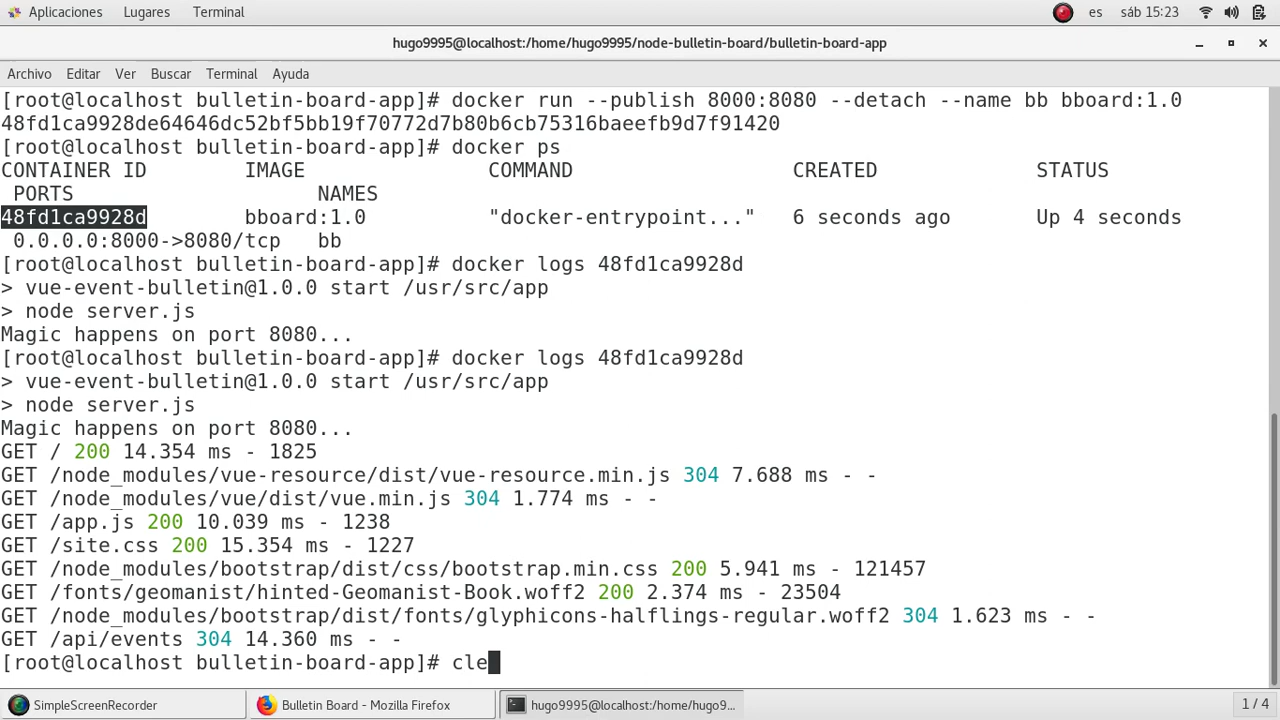 Aplicaciones Lugares Terminal es sáb 15:23
hugo9995@localhost:/home/hugo9995/node-bulletin-board/bulletin-board-app
Archivo Editar Ver Buscar Terminal Ayuda
[root@localhost bulletin-board-app]# docker run --publish 8000:8080 --detach --name bb bboard:1.0
48fd1ca9928de64646dc52bf5bb19f70772d7b80b6cb75316baeefb9d7f91420
[root@localhost bulletin-board-app]# docker ps
CONTAINER ID IMAGE COMMAND CREATED STATUS
PORTS NAMES
48fd1ca9928d bboard:1.0 "docker-entrypoint..." 6 seconds ago Up 4 seconds
0.0.0.0:8000->8080/tcp bb
[root@localhost bulletin-board-app]# docker logs 48fd1ca9928d
> vue-event-bulletin@1.0.0 start /usr/src/app
> node server.js
Magic happens on port 8080...
[root@localhost bulletin-board-app]# docker logs 48fd1ca9928d
> vue-event-bulletin@1.0.0 start /usr/src/app
> node server.js
Magic happens on port 8080...
GET / 200 14.354 ms - 1825
GET /node_modules/vue-resource/dist/vue-resource.min.js 304 7.688 ms - -
GET /node_modules/vue/dist/vue.min.js 304 1.774 ms - -
GET /app.js 200 10.039 ms - 1238
GET /site.css 200 15.354 ms - 1227
GET /node_modules/bootstrap/dist/css/bootstrap.min.css 200 5.941 ms - 121457
GET /fonts/geomanist/hinted-Geomanist-Book.woff2 200 2.374 ms - 23504
GET /node_modules/bootstrap/dist/fonts/glyphicons-halflings-regular.woff2 304 1.623 ms - -
GET /api/events 304 14.360 ms - -
[root@localhost bulletin-board-app]# cle
SimpleScreenRecorder Bulletin Board - Mozilla Firefox hugo9995@localhost:/home/hugo9... 1 / 4